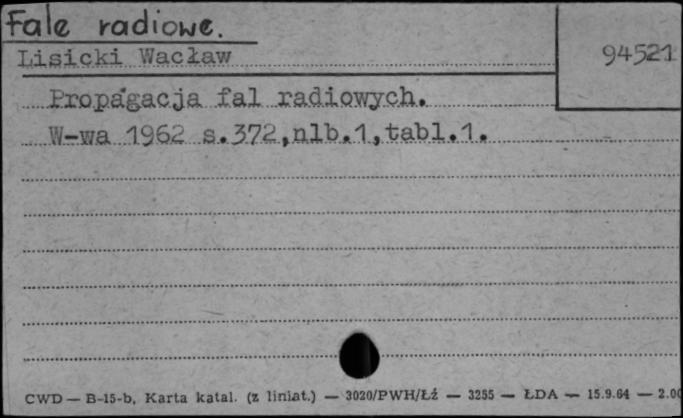 Fale radiowe.
Lisicki Wacław
94521
Propagacja fal radiowych.
W-wa 1962 s.372,nlb.1,tabl.1.
CWD — B-15-b, Karta katal. (z liniat.) — 3020/PWH/Łź — 3255 — ŁDA — 15.9.64 — 2.00